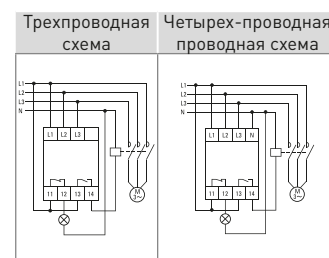 Трехпроводная
схема
Четырех-проводная
проводная схема
L1
L2
L3
N
L1 L2 L3
11 12 13 14
M
3~
L1
L2
L3
N
L1 L2 L3 N
11 12 13 14
M
3~